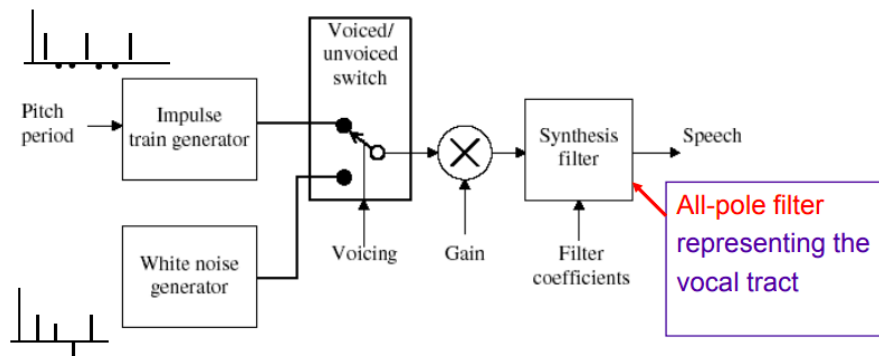 Voiced/
unvoiced
switch
Pitch
period
Impulse
train generator
Synthesis
filter
Speech
All-pole filter
representing the
vocal tract
White noise
generator
Voicing
Gain
Filter
coefficients